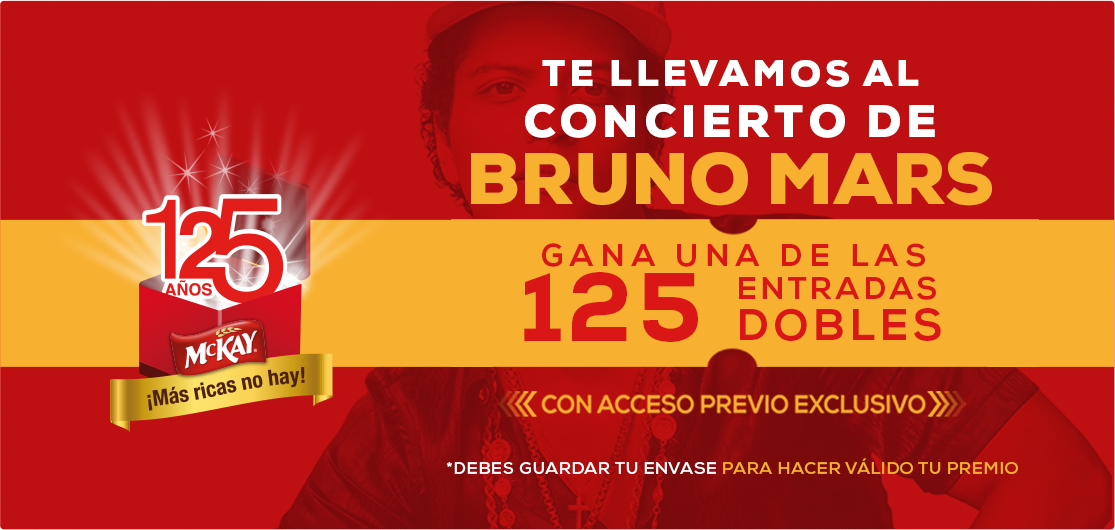 TE LLEVAMOS AL
CONCIERTO DE
BRUNO MARS
125
AÑOS
McKAY®
¡Más ricas no hay!
GANA UNA DE LAS
125 ENTRADAS
DOBLES
CON ACCESO PREVIO EXCLUSIVO
*DEBES GUARDAR TU ENVASE PARA HACER VÁLIDO TU PREMIO